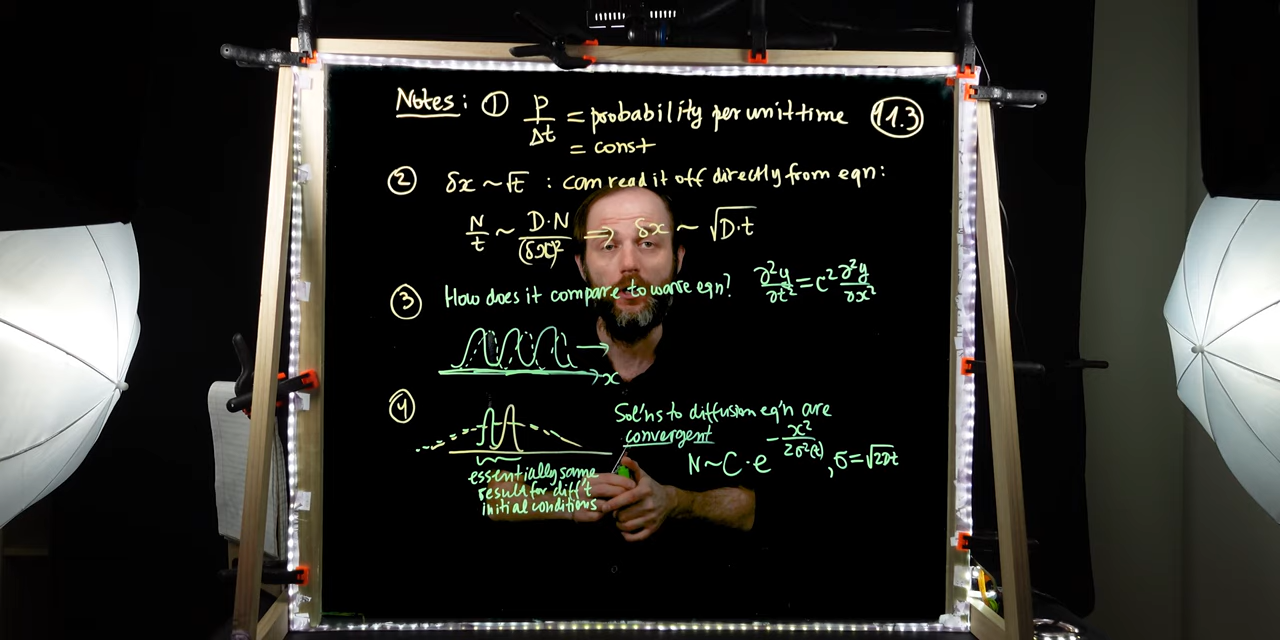 Notes: ① P/Δt = probability per unit time
= const
11.3
② δx ~ √t : can read it off directly from eqn:
N/t ~ D·N/(δx)² ⇒ δx ~ √D·t
③ How does it compare to wave eqn? ∂²y/∂t² = c² ∂²y/∂x²
x
④
Sol'ns to diffusion eq'n are
convergent
N~C·e^(-x²/2σ²(t)), σ=√2Dt
essentially same
result for diff't
initial conditions